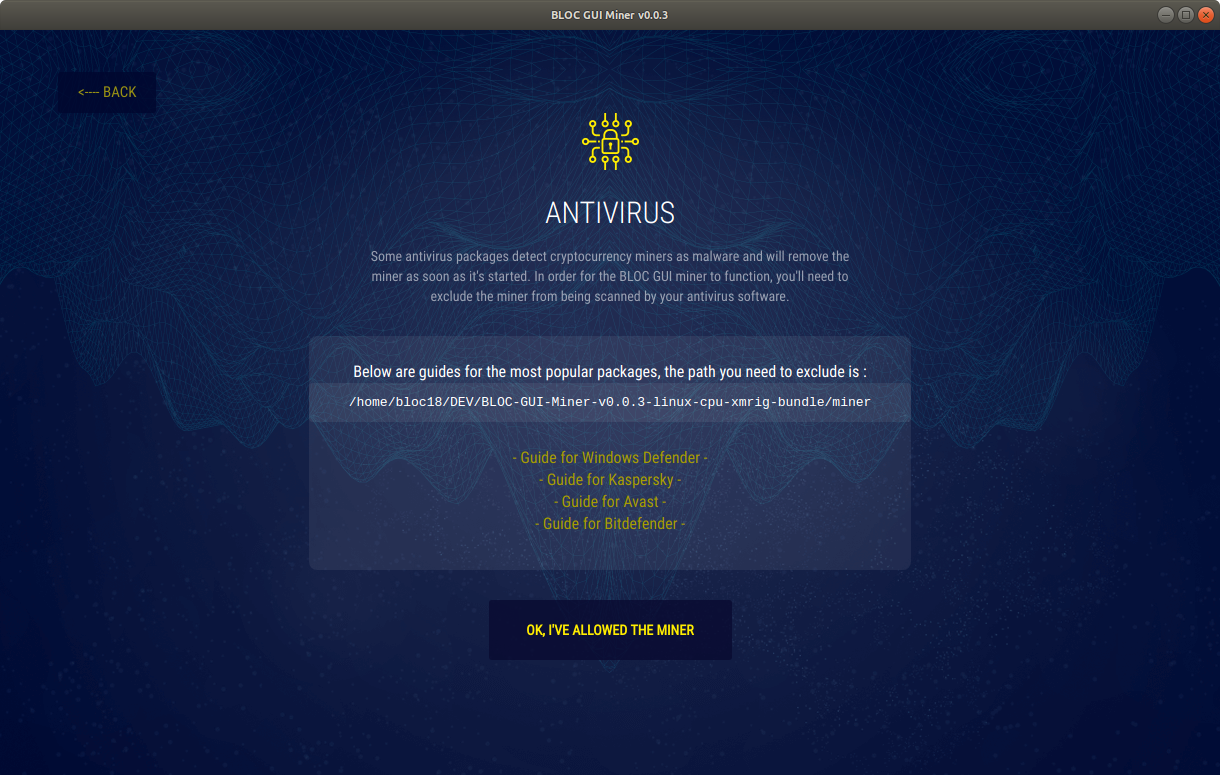 BLOC GUI Miner v0.0.3
<---- BACK
ANTIVIRUS
Some antivirus packages detect cryptocurrency miners as malware and will remove the
miner as soon as it's started. In order for the BLOC GUI miner to function, you'll need to
exclude the miner from being scanned by your antivirus software.
Below are guides for the most popular packages, the path you need to exclude is :
/home/bloc18/DEV/BLOC-GUI-Miner-v0.0.3-linux-cpu-xmrig-bundle/miner
- Guide for Windows Defender -
- Guide for Kaspersky -
- Guide for Avast -
- Guide for Bitdefender -
OK, I'VE ALLOWED THE MINER